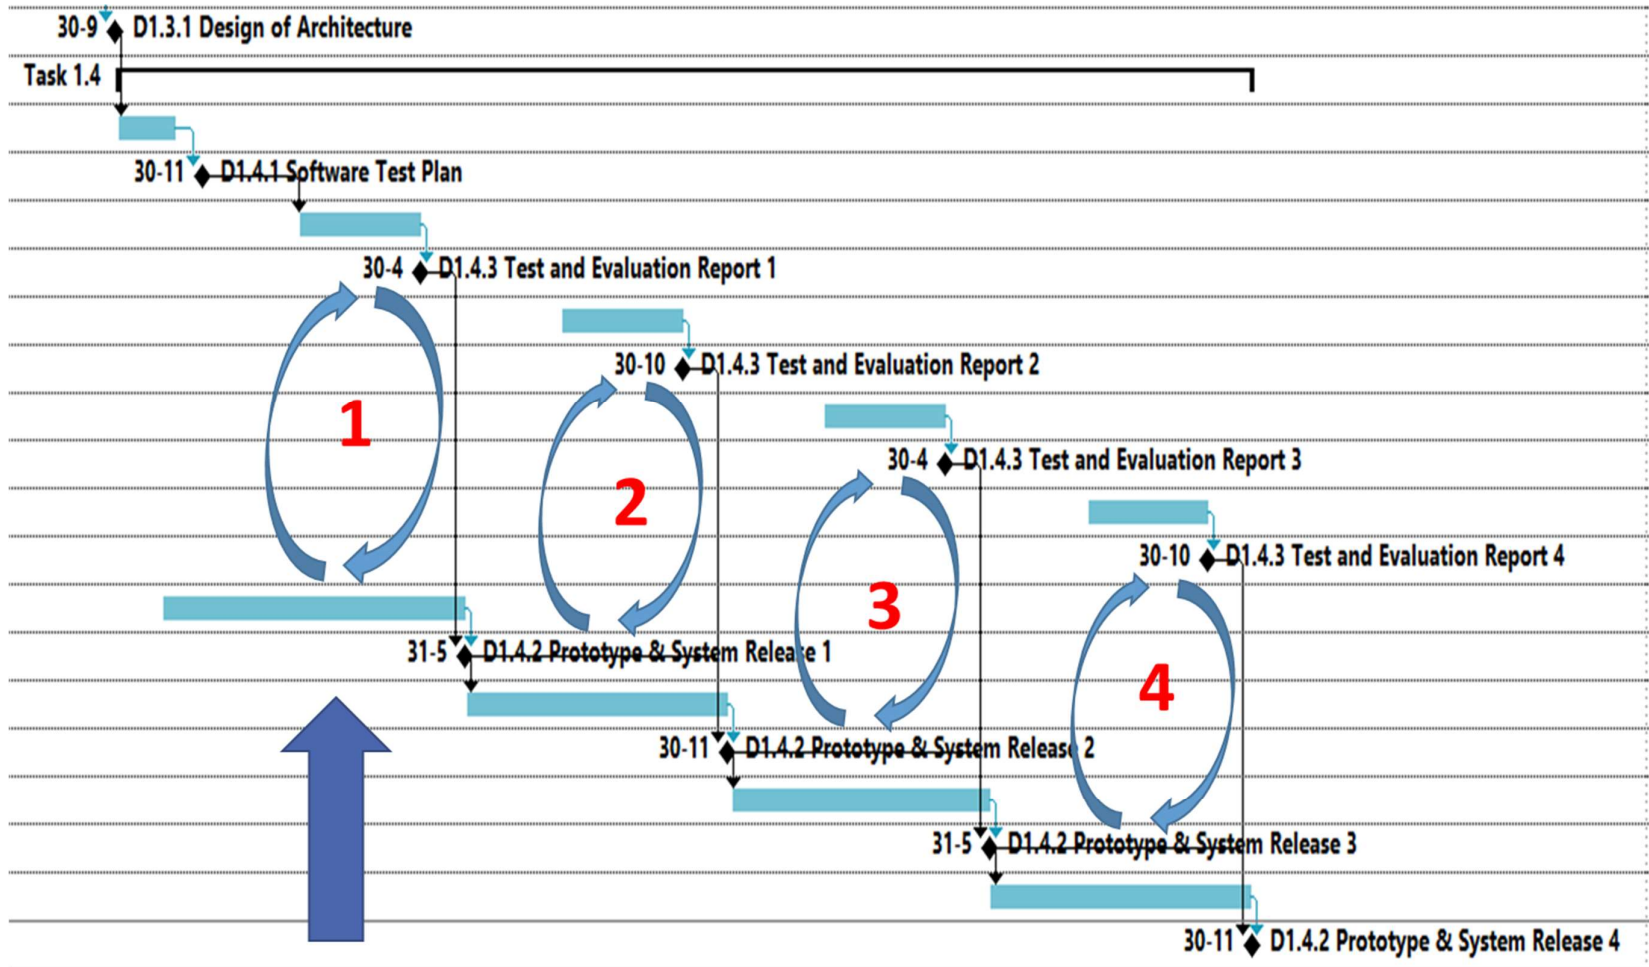 30-9 D1.3.1 Design of Architecture
Task 1.4
30-11 D1.4.1 Software Test Plan
30-4 D1.4.3 Test and Evaluation Report 1
30-10 D1.4.3 Test and Evaluation Report 2
1
30-4 D1.4.3 Test and Evaluation Report 3
2
30-10 D1.4.3 Test and Evaluation Report 4
3
31-5 D1.4.2 Prototype & System Release 1
4
30-11 D1.4.2 Prototype & System Release 2
31-5 D1.4.2 Prototype & System Release 3
30-11 D1.4.2 Prototype & System Release 4